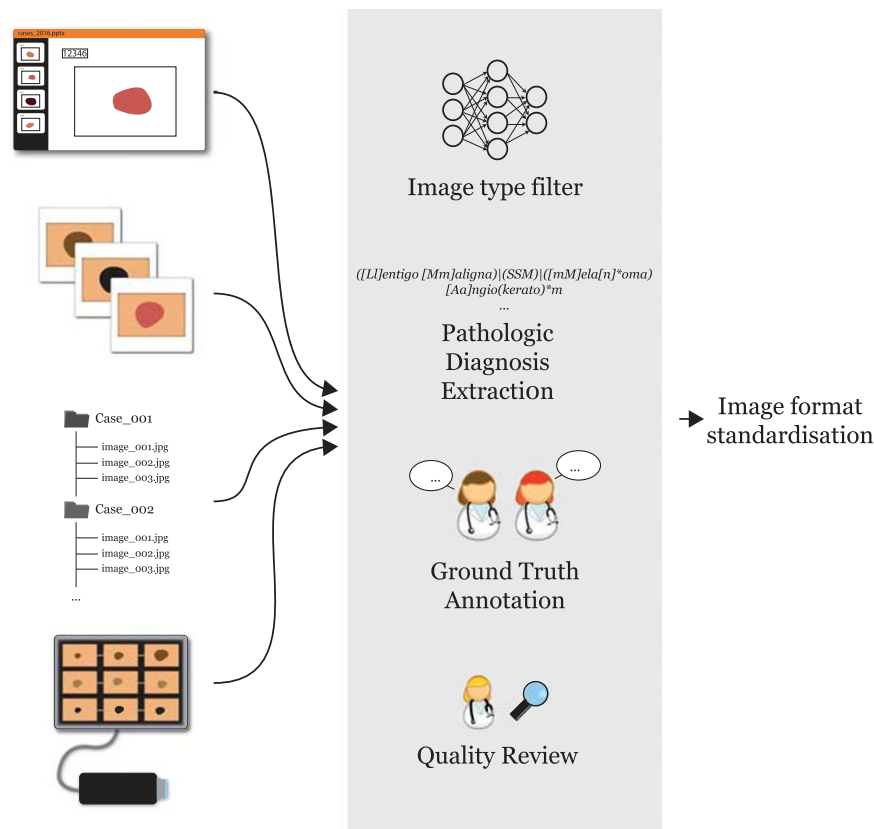 cases_2016.pptx
12346
Case_001
image_001.jpg
image_002.jpg
image_003.jpg
Case_002
image_001.jpg
image_002.jpg
image_003.jpg
...
Image type filter
([Ll]entigo [Mm]aligna)|(SSM)|([mM]ela[n]*oma)
[Aa]ngio(kerato)*m
...
Pathologic
Diagnosis
Extraction
...
...
Ground Truth
Annotation
Quality Review
Image format
standardisation